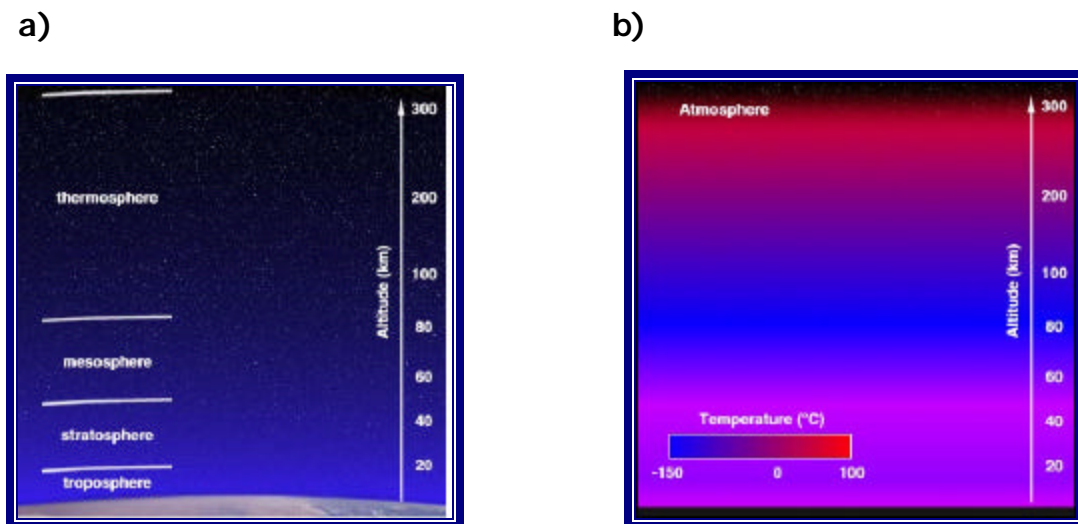 a)
b)
300
thermosphere
200
Altitude (km)
100
80
mesosphere
60
40
stratosphere
20
troposphere
Atmosphere
300
200
Altitude (km)
100
80
60
Temperature (°C)
40
-150 0 100
20